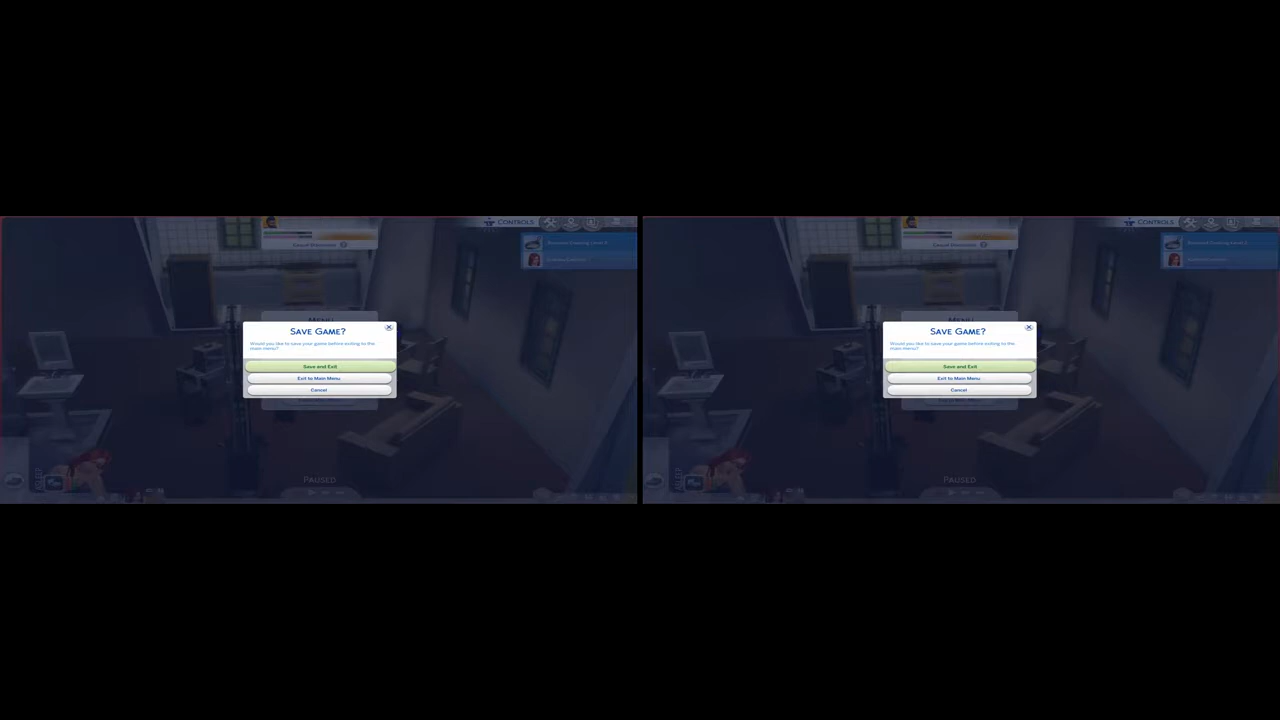 CONTROLS
MENU
SAVE GAME?
Would you like to save your game before exiting to the
main menu?
Save and Exit
Exit to Main Menu
Cancel
PAUSED
CONTROLS
MENU
SAVE GAME?
Would you like to save your game before exiting to the
main menu?
Save and Exit
Exit to Main Menu
Cancel
PAUSED